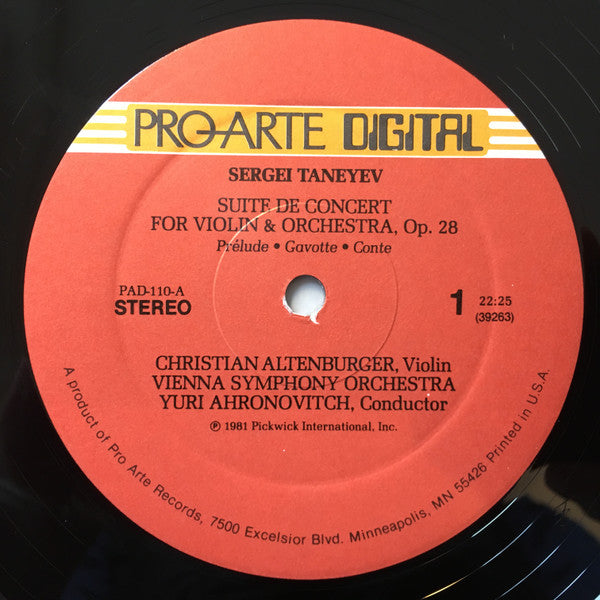 PRO-ARTE DIGITAL
SERGEI TANEYEV
SUITE DE CONCERT
FOR VIOLIN & ORCHESTRA, Op. 28
Prélude • Gavotte • Conte
PAD-110-A
STEREO
1
22:25
(39263)
CHRISTIAN ALTENBURGER, Violin
VIENNA SYMPHONY ORCHESTRA
YURI AHRONOVITCH, Conductor
℗ 1981 Pickwick International, Inc.
A product of Pro Arte Records, 7500 Excelsior Blvd. Minneapolis, MN 55426 Printed in U.S.A.